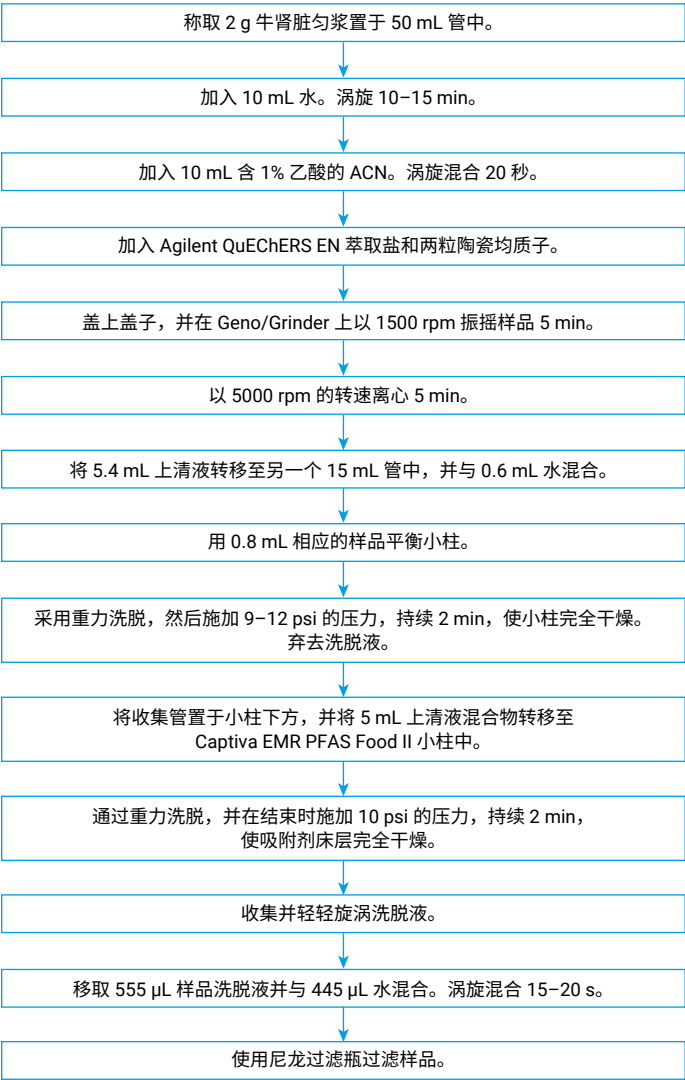 称取 2 g 牛肾脏匀浆置于 50 mL 管中。
加入 10 mL 水。涡旋 10–15 min。
加入 10 mL 含 1% 乙酸的 ACN。涡旋混合 20 秒。
加入 Agilent QuEChERS EN 萃取盐和两粒陶瓷均质子。
盖上盖子，并在 Geno/Grinder 上以 1500 rpm 振摇样品 5 min。
以 5000 rpm 的转速离心 5 min。
将 5.4 mL 上清液转移至另一个 15 mL 管中，并与 0.6 mL 水混合。
用 0.8 mL 相应的样品平衡小柱。
采用重力洗脱，然后施加 9–12 psi 的压力，持续 2 min，使小柱完全干燥。
弃去洗脱液。
将收集管置于小柱下方，并将 5 mL 上清液混合物转移至
Captiva EMR PFAS Food II 小柱中。
通过重力洗脱，并在结束时施加 10 psi 的压力，持续 2 min，
使吸附剂床层完全干燥。
收集并轻轻旋涡洗脱液。
移取 555 µL 样品洗脱液并与 445 µL 水混合。涡旋混合 15–20 s。
使用尼龙过滤瓶过滤样品。